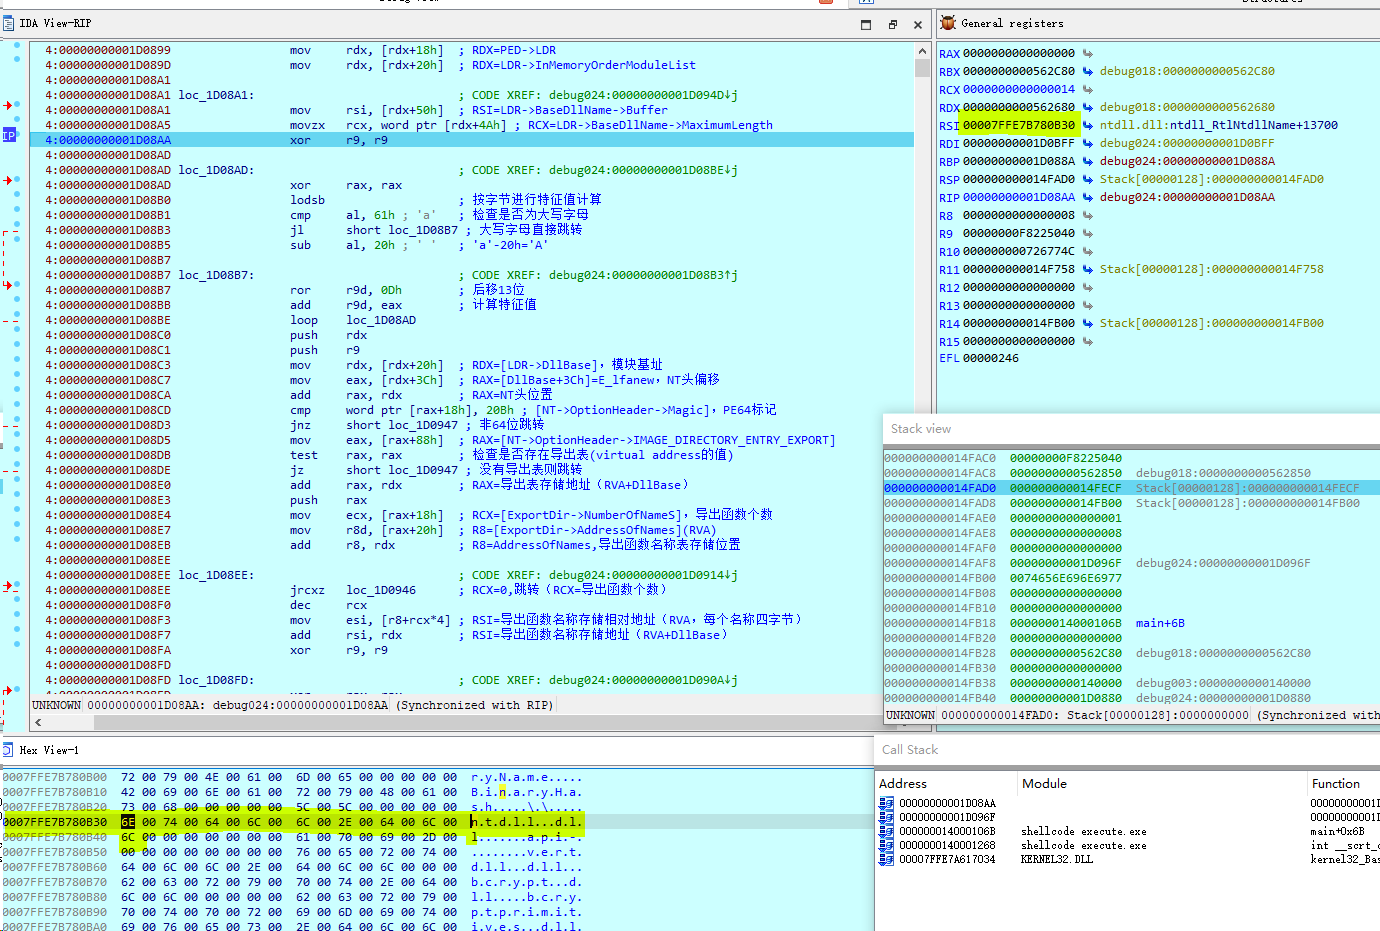 IDA View-RIP
4:00000000001D0899 mov rdx, [rdx+18h] ; RDX=PED->LDR
4:00000000001D089D mov rdx, [rdx+20h] ; RDX=LDR->InMemoryOrderModuleList
4:00000000001D08A1
4:00000000001D08A1 loc_1D08A1: ; CODE XREF: debug024:00000000001D094D↓j
4:00000000001D08A1 mov rsi, [rdx+50h] ; RSI=LDR->BaseDllName->Buffer
4:00000000001D08A5 movzx rcx, word ptr [rdx+4Ah] ; RCX=LDR->BaseDllName->MaximumLength
4:00000000001D08AA xor r9, r9
4:00000000001D08AD
4:00000000001D08AD loc_1D08AD: ; CODE XREF: debug024:00000000001D08BE↓j
4:00000000001D08AD xor rax, rax
4:00000000001D08B0 lodsb ; 按字节进行特征值计算
4:00000000001D08B1 cmp al, 61h ; 'a' ; 检查是否为大写字母
4:00000000001D08B3 jl short loc_1D08B7 ; 大写字母直接跳转
4:00000000001D08B5 sub al, 20h ; ' ' ; 'a'-20h='A'
4:00000000001D08B7
4:00000000001D08B7 loc_1D08B7: ; CODE XREF: debug024:00000000001D08B3↑j
4:00000000001D08B7 ror r9d, 0Dh ; 后移13位
4:00000000001D08BB add r9d, eax ; 计算特征值
4:00000000001D08BE loop loc_1D08AD
4:00000000001D08C0 push rdx
4:00000000001D08C1 push r9
4:00000000001D08C3 mov rdx, [rdx+20h] ; RDX=[LDR->DllBase], 模块基址
4:00000000001D08C7 mov eax, [rdx+3Ch] ; RAX=[DllBase+3Ch]=E_lfanew, NT头偏移
4:00000000001D08CA add rax, rdx ; RAX=NT头位置
4:00000000001D08CD cmp word ptr [rax+18h], 20Bh ; [NT->OptionHeader->Magic], PE64标记
4:00000000001D08D3 jnz short loc_1D0947 ; 非64位跳转
4:00000000001D08D5 mov eax, [rax+88h] ; RAX=[NT->OptionHeader->IMAGE_DIRECTORY_ENTRY_EXPORT]
4:00000000001D08DB test rax, rax ; 检查是否存在导出表(virtual address的值)
4:00000000001D08DE jz short loc_1D0947 ; 没有导出表则跳转
4:00000000001D08E0 add rax, rdx ; RAX=导出表存储地址（RVA+DllBase）
4:00000000001D08E3 push rax
4:00000000001D08E4 mov ecx, [rax+18h] ; RCX=[ExportDir->NumberOfNameS], 导出函数个数
4:00000000001D08E7 mov r8d, [rax+20h] ; R8=[ExportDir->AddressOfNames](RVA)
4:00000000001D08EB add r8, rdx ; R8=AddressOfNames,导出函数名称表存储位置
4:00000000001D08EE
4:00000000001D08EE loc_1D08EE: ; CODE XREF: debug024:00000000001D0914↓j
4:00000000001D08EE jrcxz loc_1D0946 ; RCX=0,跳转（RCX=导出函数个数）
4:00000000001D08F0 dec rcx
4:00000000001D08F3 mov esi, [r8+rcx*4] ; RSI=导出函数名称存储相对地址（RVA, 每个名称四字节）
4:00000000001D08F7 add rsi, rdx ; RSI=导出函数名称存储地址（RVA+DllBase）
4:00000000001D08FA xor r9, r9
4:00000000001D08FD
4:00000000001D08FD loc_1D08FD: ; CODE XREF: debug024:00000000001D090A↓j
UNKNOWN 00000000001D08AA: debug024:00000000001D08AA (Synchronized with RIP)
General registers
RAX 0000000000000000
RBX 0000000000562C80 debug018:0000000000562C80
RCX 0000000000000014
RDX 0000000000562680 debug018:0000000000562680
RSI 00007FFE7B780B30 ntdll.dll:ntdll_RtlNtdllName+13700
RDI 00000000001D0BFF debug024:00000000001D0BFF
RBP 00000000001D088A debug024:00000000001D088A
RSP 000000000014FAD0 Stack[00000128]:000000000014FAD0
RIP 00000000001D08AA debug024:00000000001D08AA
R8 0000000000000008
R9 00000000F8225040
R10 000000000726774C
R11 000000000014F758 Stack[00000128]:000000000014F758
R12 0000000000000000
R13 0000000000000000
R14 000000000014FB00 Stack[00000128]:000000000014FB00
R15 0000000000000000
EFL 00000246
Stack view
000000000014FAC0 00000000F8225040
000000000014FAC8 0000000000562850 debug018:0000000000562850
000000000014FAD0 000000000014FECF Stack[00000128]:000000000014FECF
000000000014FAD8 000000000014FB00 Stack[00000128]:000000000014FB00
000000000014FAE0 0000000000000001
000000000014FAE8 0000000000000008
000000000014FAF0 0000000000000000
000000000014FAF8 00000000001D096F debug024:00000000001D096F
000000000014FB00 0074656E696E6977
000000000014FB08 0000000000000000
000000000014FB10 0000000000000000
000000000014FB18 000000014000106B main+6B
000000000014FB20 0000000000000000
000000000014FB28 0000000000562C80 debug018:0000000000562C80
000000000014FB30 0000000000000000
000000000014FB38 0000000000140000 debug003:0000000000140000
000000000014FB40 00000000001D0880 debug024:00000000001D0880
UNKNOWN 000000000014FAD0: Stack[00000128]:0000000000 (Synchronized with
Hex View-1
0007FFE7B780B00 72 00 79 00 4E 00 61 00 6D 00 65 00 00 00 00 00 r.y.N.a.m.e.....
0007FFE7B780B10 42 00 69 00 6E 00 61 00 72 00 79 00 48 00 61 00 B.i.n.a.r.y.H.a.
0007FFE7B780B20 73 00 68 00 00 00 00 00 5C 00 5C 00 00 00 00 00 s.h.....\.\.....
0007FFE7B780B30 6E 00 74 00 64 00 6C 00 6C 00 2E 00 64 00 6C 00 n.t.d.l.l...d.l.
0007FFE7B780B40 6C 00 00 00 00 00 00 00 61 00 70 00 69 00 2D 00 l.......a.p.i.-.
0007FFE7B780B50 00 00 00 00 00 00 00 00 76 00 65 00 72 00 74 00 ........v.e.r.t.
0007FFE7B780B60 64 00 6C 00 6C 00 2E 00 64 00 6C 00 6C 00 00 00 d.l.l...d.l.l...
0007FFE7B780B70 62 00 63 00 72 00 79 00 70 00 74 00 2E 00 64 00 b.c.r.y.p.t...d.
0007FFE7B780B80 6C 00 6C 00 00 00 00 00 62 00 63 00 72 00 79 00 l.l.....b.c.r.y.
0007FFE7B780B90 70 00 74 00 70 00 72 00 69 00 6D 00 69 00 74 00 p.t.p.r.i.m.i.t.
0007FFE7B780BA0 69 00 76 00 65 00 73 00 2E 00 64 00 6C 00 6C 00 i.v.e.s...d.l.l.
Call Stack
Address Module Function
00000000001D08AA 00000000001D
00000000001D096F 00000000001D
000000014000106B shellcode execute.exe main+0x6B
0000000140001268 shellcode execute.exe int __scrt_c
00007FFE7A617034 KERNEL32.DLL kernel32_Bas